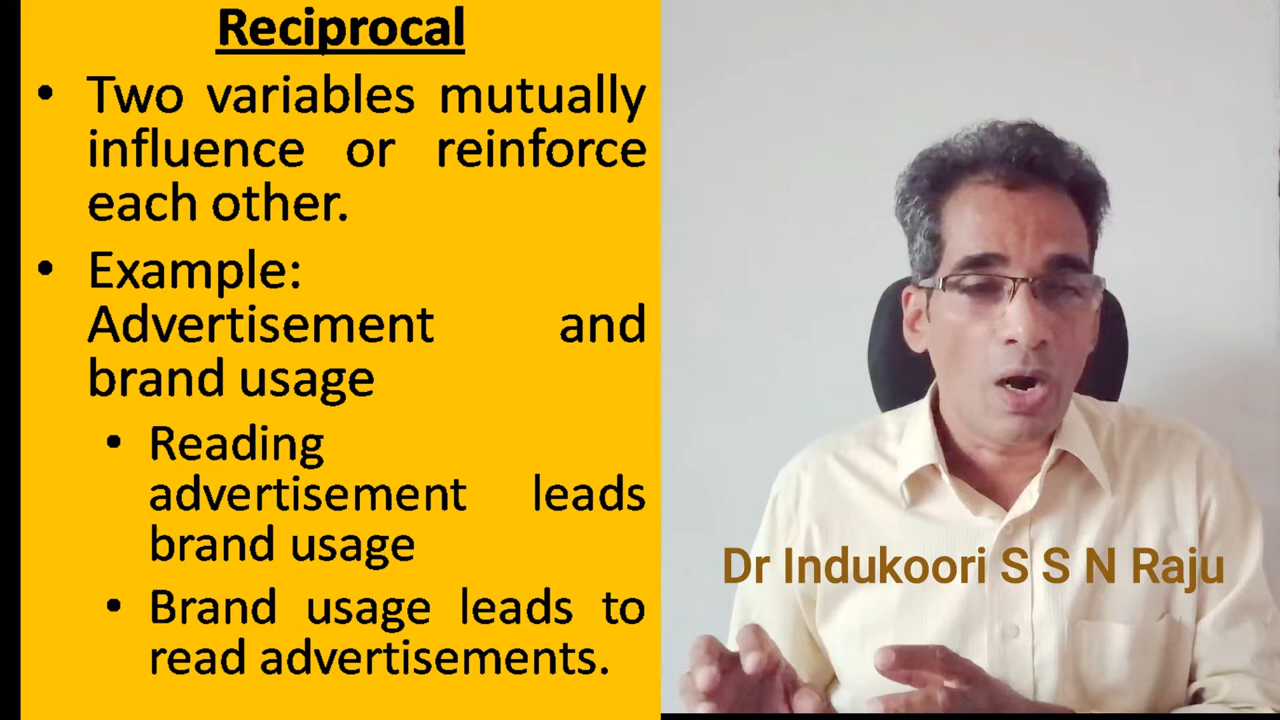 Reciprocal
• Two variables mutually
influence or reinforce
each other.
• Example:
Advertisement and
brand usage
• Reading
advertisement leads
brand usage
• Brand usage leads to
read advertisements.
Dr Indukoori S S N Raju